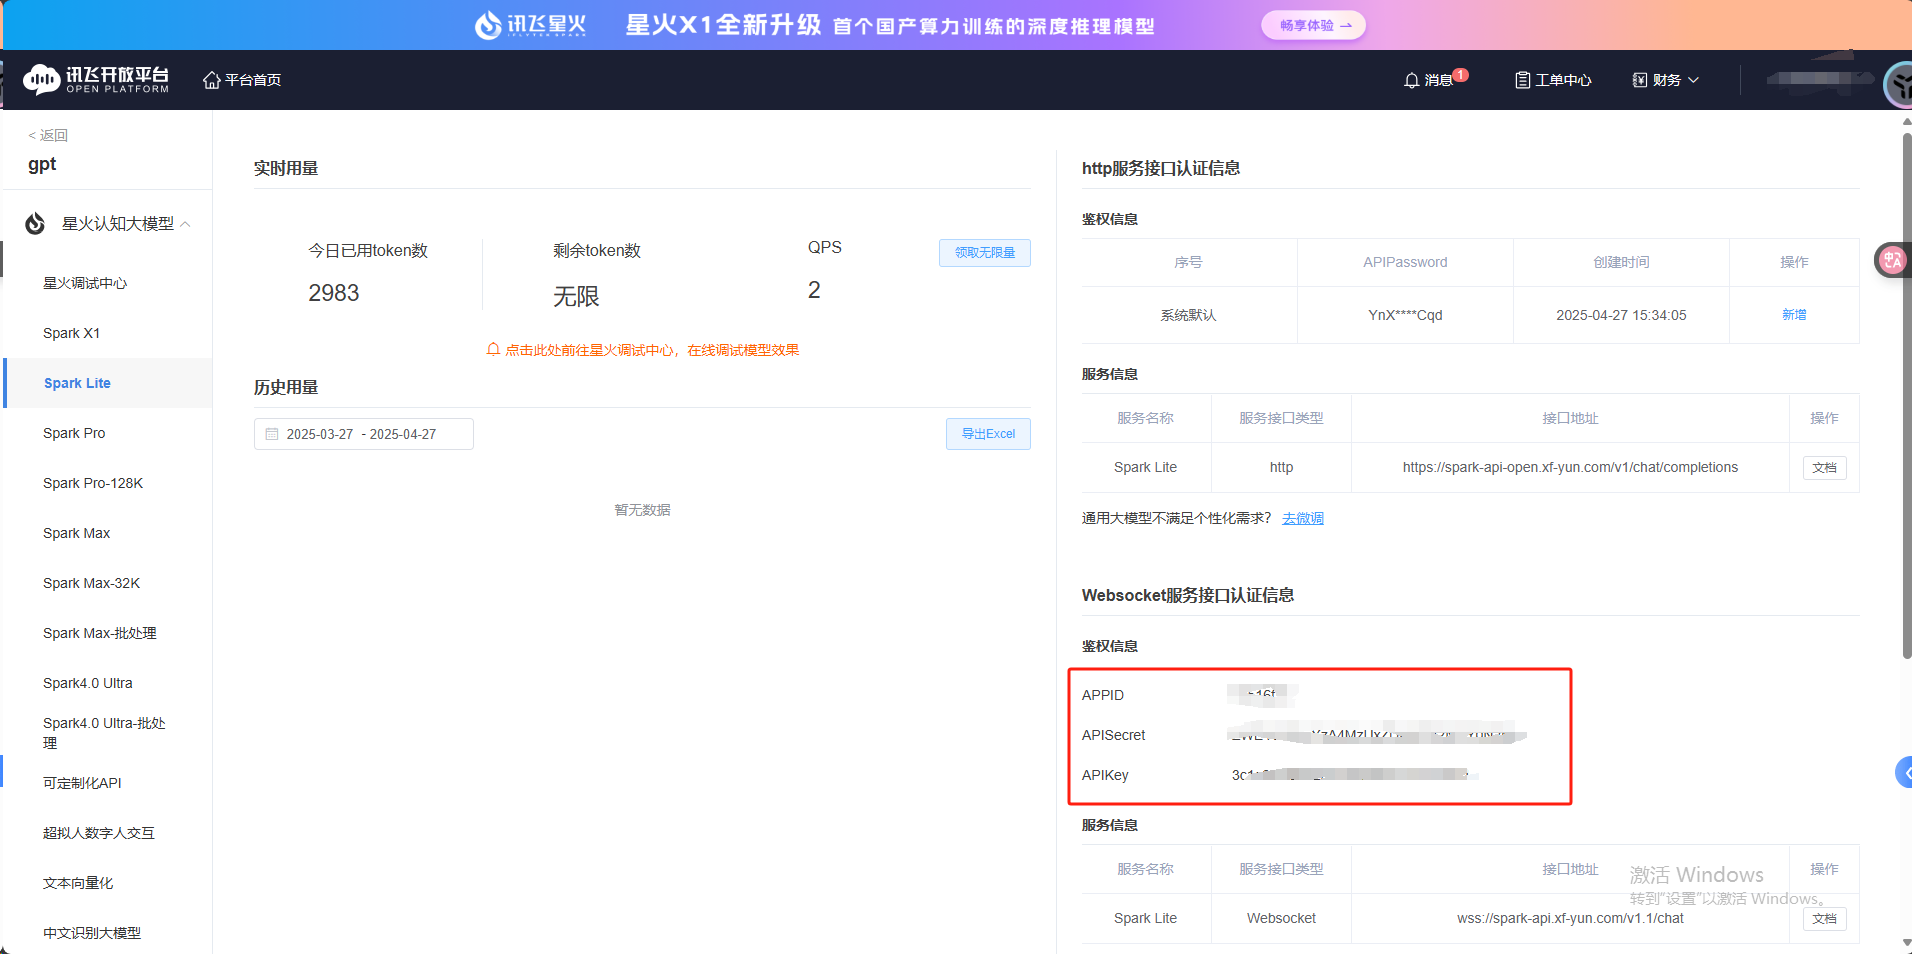 讯飞星火
星火X1全新升级 首个国产算力训练的深度推理模型
畅享体验
讯飞开放平台
OPEN PLATFORM
平台首页
消息 1
工单中心
财务
< 返回
gpt
星火认知大模型
星火调试中心
Spark X1
Spark Lite
Spark Pro
Spark Pro-128K
Spark Max
Spark Max-32K
Spark Max-批处理
Spark4.0 Ultra
Spark4.0 Ultra-批处
理
可定制化API
超拟人数字人交互
文本向量化
中文识别大模型
实时用量
今日已用token数
2983
剩余token数
无限
QPS
2
领取无限量
点击此处前往星火调试中心，在线调试模型效果
历史用量
2025-03-27 - 2025-04-27
导出Excel
暂无数据
http服务接口认证信息
鉴权信息
序号 APIPassword 创建时间 操作
系统默认 YnX****Cqd 2025-04-27 15:34:05 新增
服务信息
服务名称 服务接口类型 接口地址 操作
Spark Lite http https://spark-api-open.xf-yun.com/v1/chat/completions 文档
通用大模型不满足个性化需求？ 去微调
Websocket服务接口认证信息
鉴权信息
APPID
APISecret
APIKey
服务信息
服务名称 服务接口类型 接口地址 操作
Spark Lite Websocket wss://spark-api.xf-yun.com/v1.1/chat 文档
激活 Windows
转到"设置"以激活 Windows。